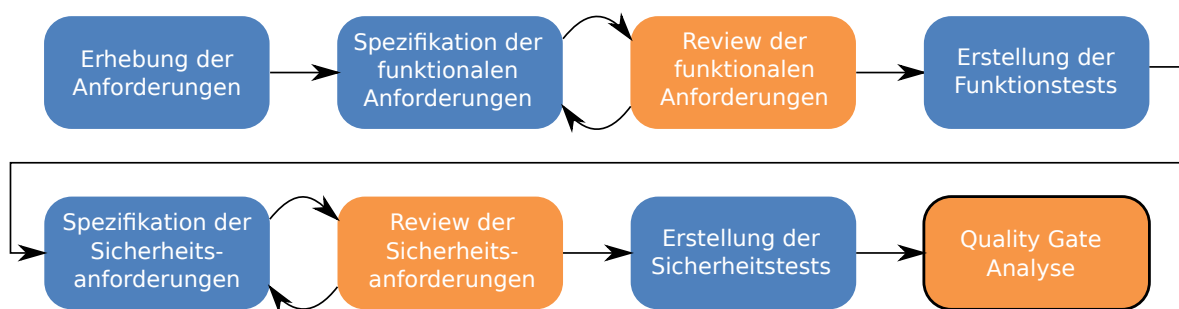 Erhebung der
Anforderungen
Spezifikation der
funktionalen
Anforderungen
Review der
funktionalen
Anforderungen
Erstellung der
Funktionstests
Spezifikation der
Sicherheits-
anforderungen
Review der
Sicherheits-
anforderungen
Erstellung der
Sicherheitstests
Quality Gate
Analyse